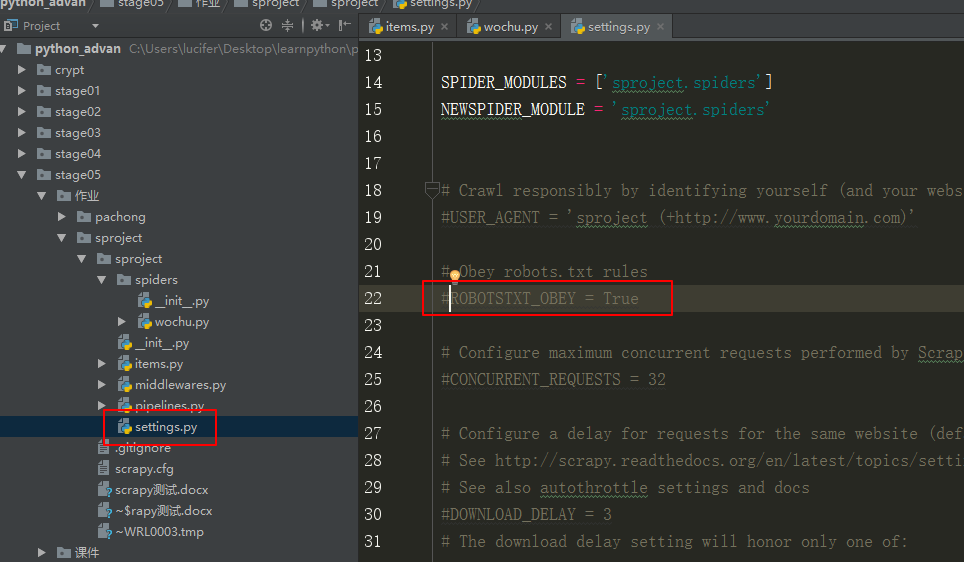 python_advan stage05 作业 sproject sproject settings.py
Project
items.py wochu.py settings.py
python_advan C:\Users\lucifer\Desktop\learnpython\p
crypt
stage01
stage02
stage03
stage04
stage05
作业
pachong
sproject
sproject
spiders
__init__.py
wochu.py
__init__.py
items.py
middlewares.py
pipelines.py
settings.py
.gitignore
scrapy.cfg
scrapy测试.docx
~$rapy测试.docx
~WRL0003.tmp
课件
13
14 SPIDER_MODULES = ['sproject.spiders']
15 NEWSPIDER_MODULE = 'sproject.spiders'
16
17
18 # Crawl responsibly by identifying yourself (and your webs
19 #USER_AGENT = 'sproject (+http://www.yourdomain.com)'
20
21 # Obey robots.txt rules
22 #ROBOTSTXT_OBEY = True
23
24 # Configure maximum concurrent requests performed by Scrap
25 #CONCURRENT_REQUESTS = 32
26
27 # Configure a delay for requests for the same website (def
28 # See http://scrapy.readthedocs.org/en/latest/topics/setti
29 # See also autothrottle settings and docs
30 #DOWNLOAD_DELAY = 3
31 # The download delay setting will honor only one of: